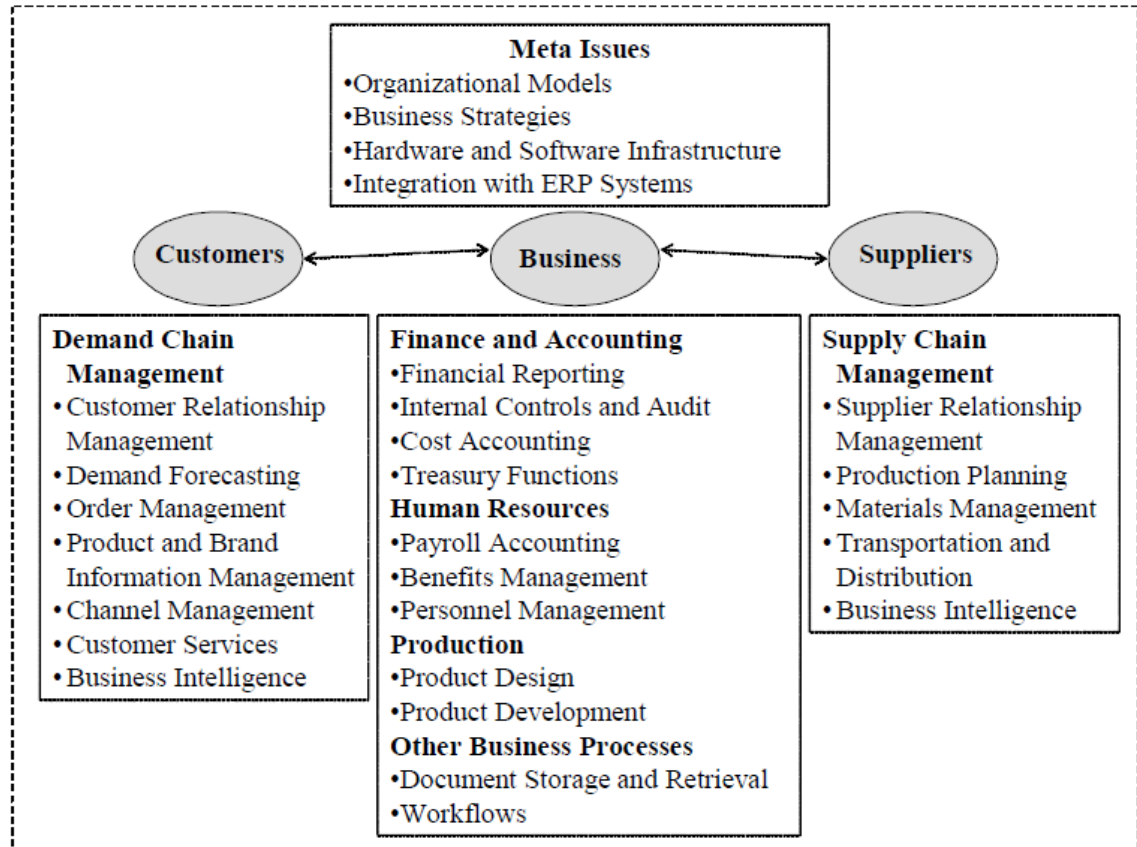 Meta Issues
•Organizational Models
•Business Strategies
•Hardware and Software Infrastructure
•Integration with ERP Systems
Customers
Business
Suppliers
Demand Chain
Management
•Customer Relationship
Management
•Demand Forecasting
•Order Management
•Product and Brand
Information Management
•Channel Management
•Customer Services
•Business Intelligence
Finance and Accounting
•Financial Reporting
•Internal Controls and Audit
•Cost Accounting
•Treasury Functions
Human Resources
•Payroll Accounting
•Benefits Management
•Personnel Management
Production
•Product Design
•Product Development
Other Business Processes
•Document Storage and Retrieval
•Workflows
Supply Chain
Management
•Supplier Relationship
Management
•Production Planning
•Materials Management
•Transportation and
Distribution
•Business Intelligence